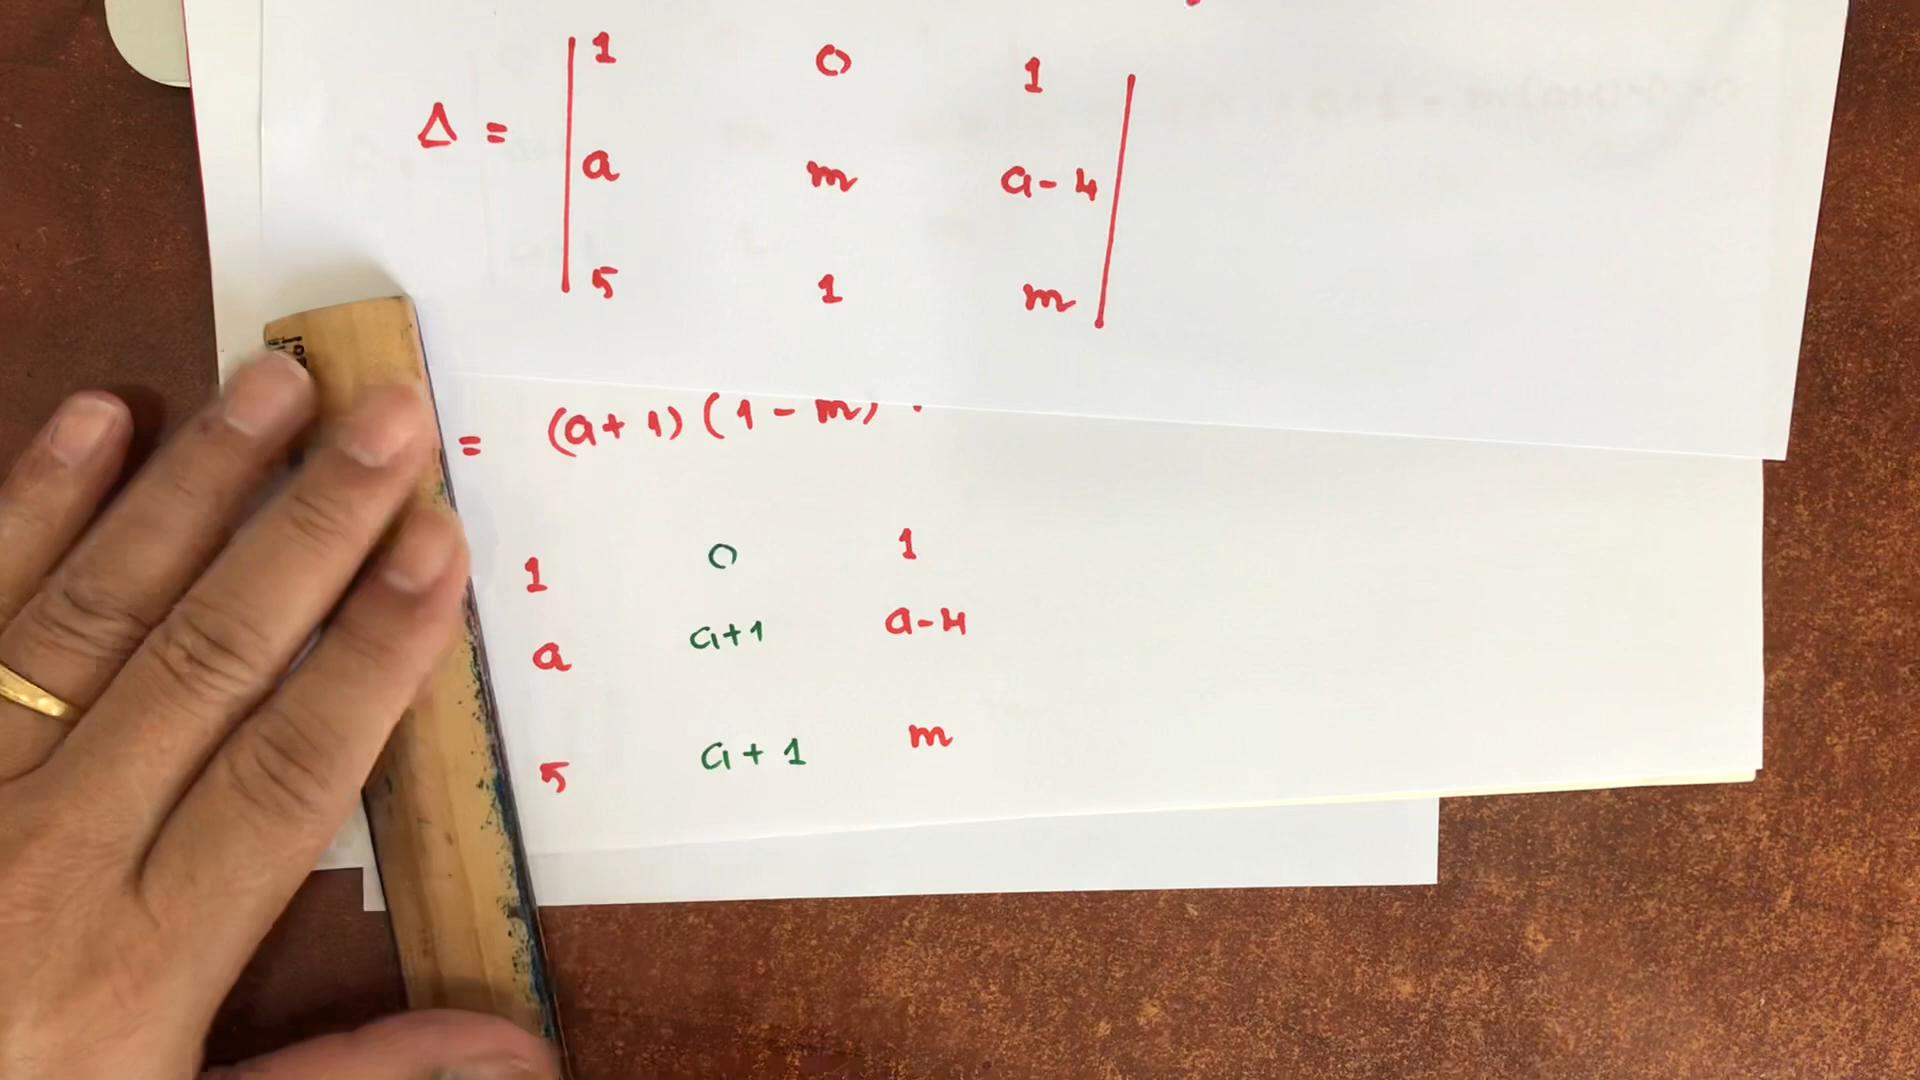 1 0 1
Δ =
a m a-4
5 1 m
= (a+1) (1-m)
1 0 1
a a+1 a-4
5 a+1 m